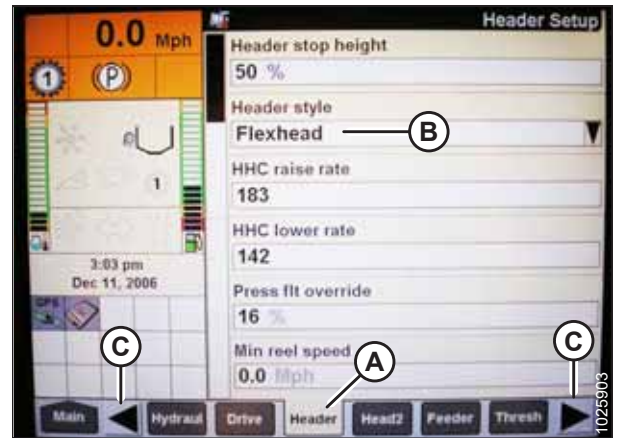 0.0 Mph
Header Setup
1
(P)
Header stop height
50 %
Header style
Flexhead
B
HHC raise rate
183
1
HHC lower rate
142
3:03 pm
Dec 11, 2006
Press flt override
16 %
GPS
Min reel speed
0.0 Mph
C
A
C
Main
Hydraul
Drive
Header
Head2
Feeder
Thresh
1025903